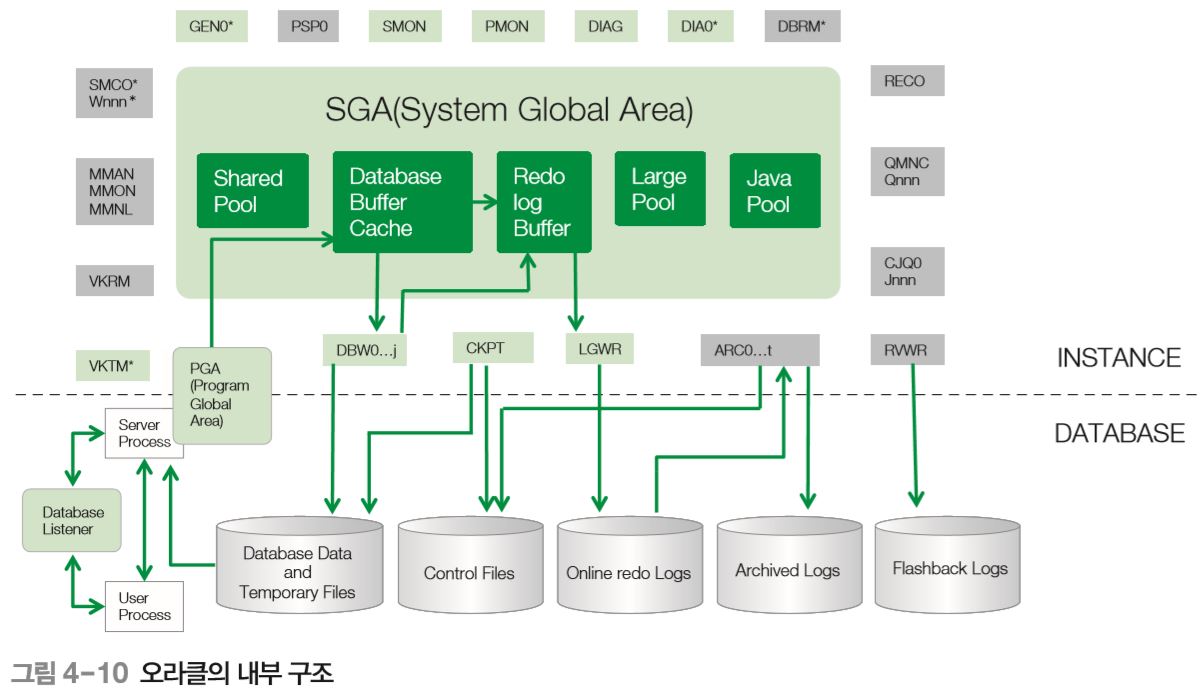 GEN0*
PSP0
SMON
PMON
DIAG
DIA0*
DBRM*
SMCO*
Wnnn*
SGA(System Global Area)
RECO
MMAN
MMON
MMNL
Shared
Pool
Database
Buffer
Cache
Redo
log
Buffer
Large
Pool
Java
Pool
QMNC
Qnnn
VKRM
CJQ0
Jnnn
VKTM*
PGA
(Program
Global
Area)
DBW0...j
CKPT
LGWR
ARC0...t
RVWR
INSTANCE
DATABASE
Server
Process
Database
Listener
User
Process
Database Data
and
Temporary Files
Control Files
Online redo Logs
Archived Logs
Flashback Logs
그림 4-10 오라클의 내부 구조